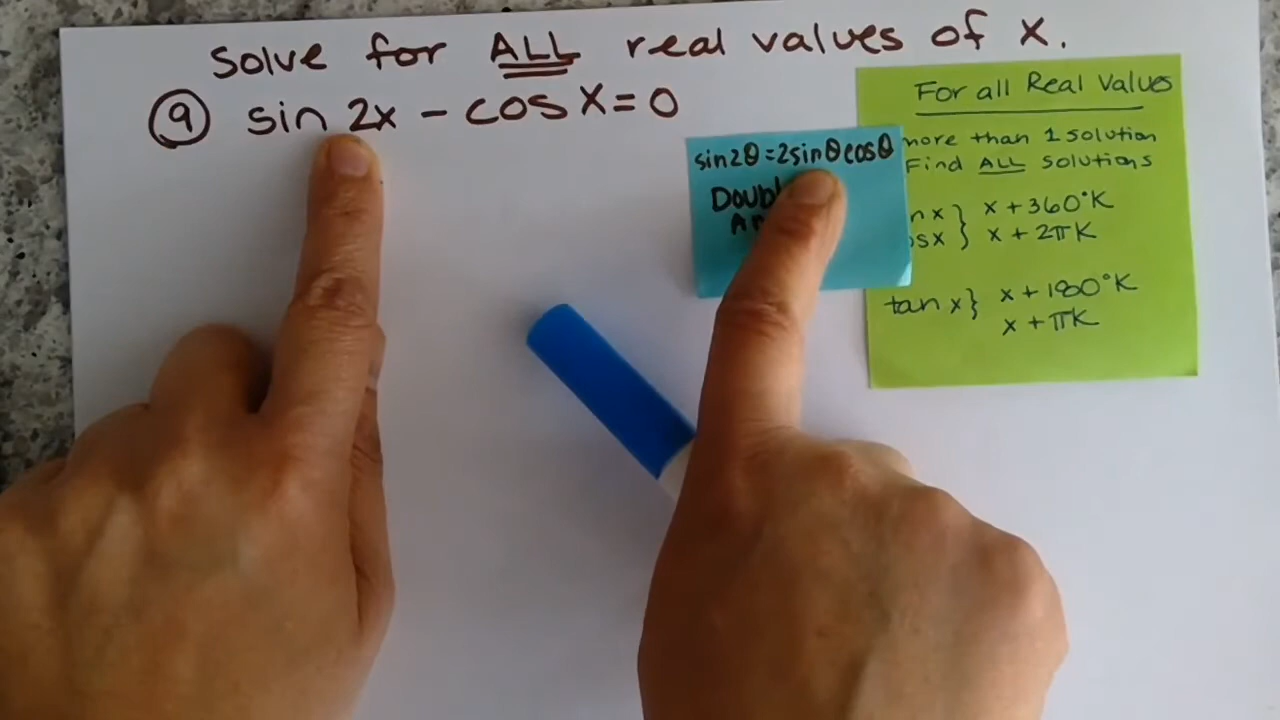 Solve for ALL real values of x.
9 sin 2x - cos x = 0
sin2θ = 2sinθcosθ
For all Real Values
more than 1 solution
Find ALL solutions
x + 360°K
x + 2πK
tan x} x + 180°K
x + πK